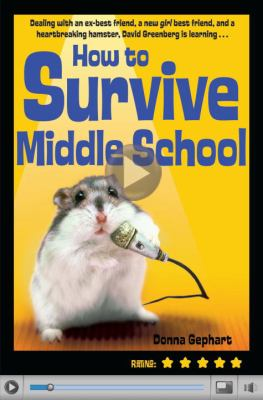 Dealing with an ex-best friend, a new girl best friend, and a
heartbreaking hamster, David Greenberg is learning . . .
How to
Survive
Middle School
Donna Gephart
RATING: